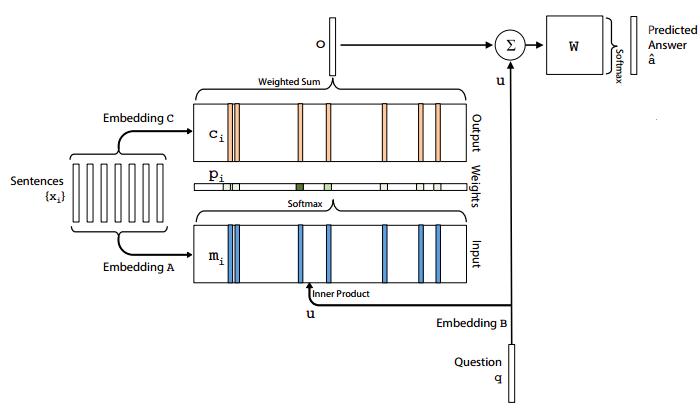 o
Σ
W
Softmax
Predicted
Answer
â
u
Weighted Sum
Embedding C
c_i
Output
Sentences
{x_i}
p_i
Weights
Softmax
m_i
Input
Embedding A
Inner Product
u
Embedding B
Question
q